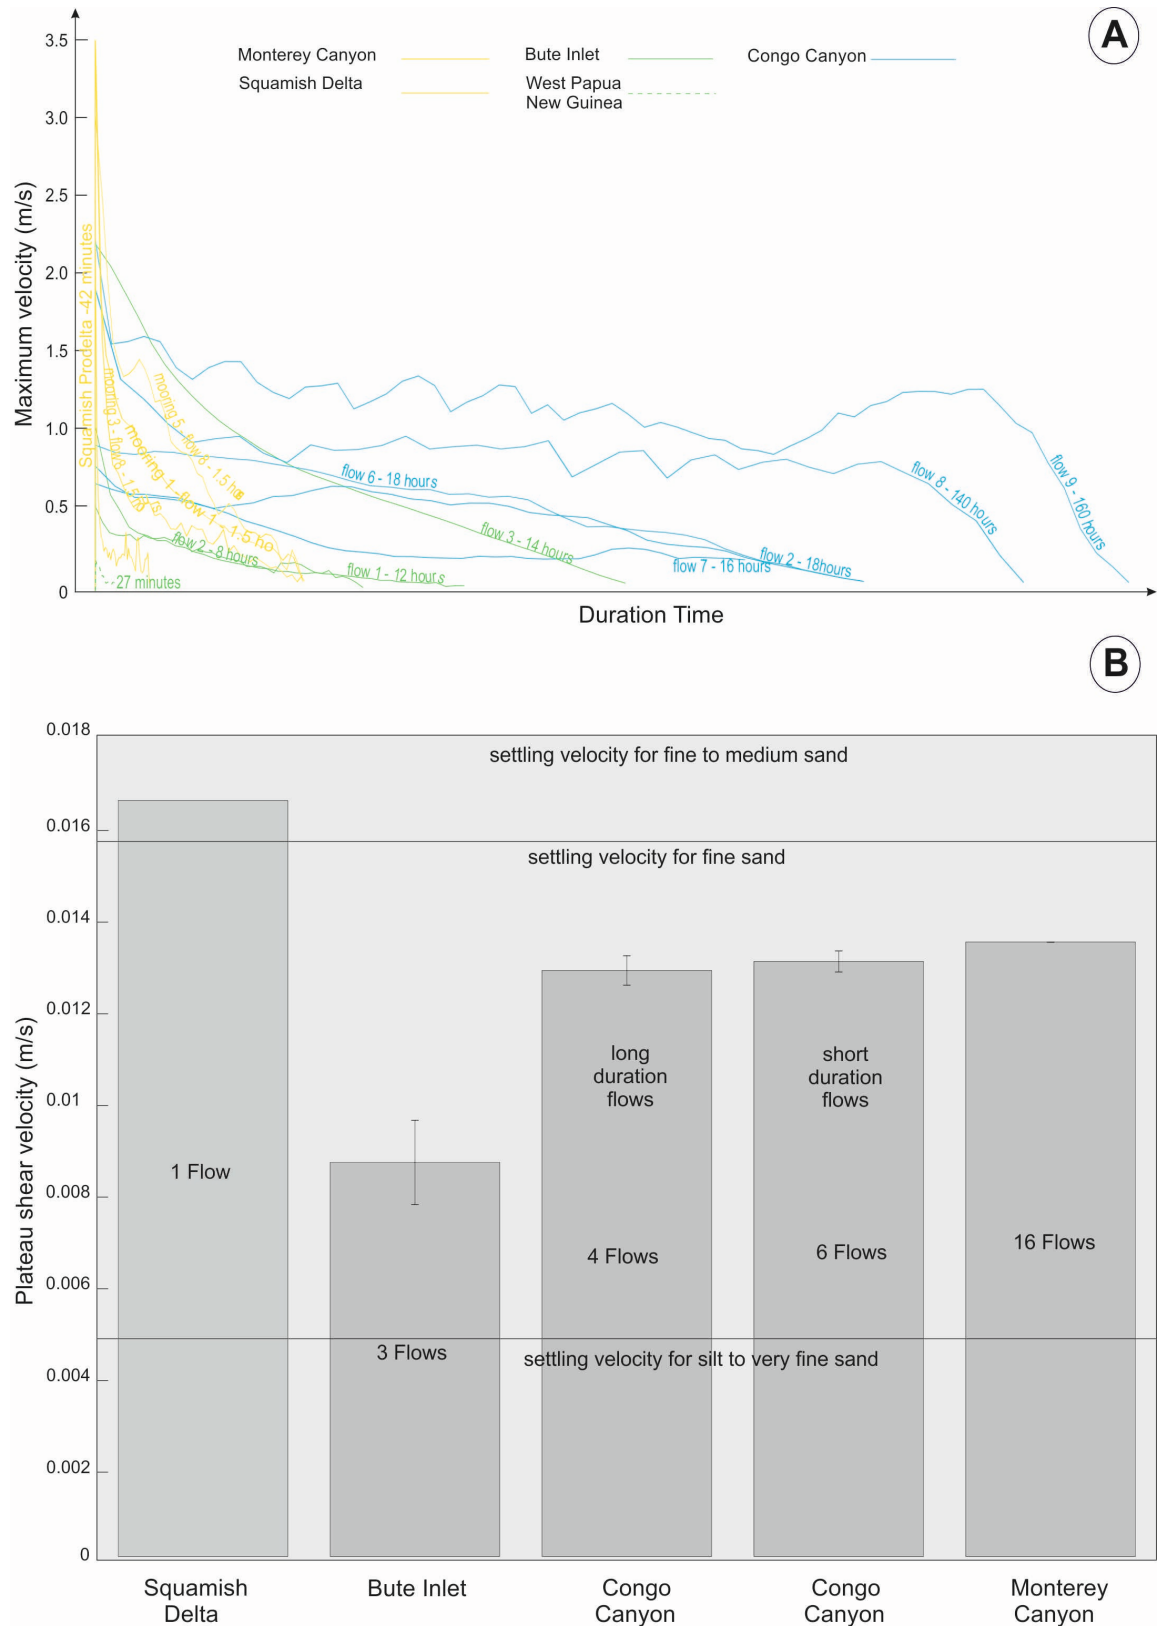 A
3.5
3.0
2.5
2.0
1.5
1.0
0.5
0
Maximum velocity (m/s)
Monterey Canyon
Squamish Delta
Bute Inlet
West Papua
New Guinea
Congo Canyon
Squamish Prodelta -42 minutes
mooring 5 - flow 6 - 1.5 hrs
mooring 1 - flow 1 - 1.5 ho
flow 6 - 18 hours
flow 3 - 14 hours
flow 2 - 8 hours
flow 1 - 12 hours
27 minutes
flow 7 - 16 hours
flow 2 - 18hours
flow 8 - 140 hours
flow 9 - 160 hours
Duration Time
B
0.018
0.016
0.014
0.012
0.01
0.008
0.006
0.004
0.002
0
Plateau shear velocity (m/s)
settling velocity for fine to medium sand
settling velocity for fine sand
long
duration
flows
short
duration
flows
1 Flow
4 Flows
6 Flows
16 Flows
3 Flows
settling velocity for silt to very fine sand
Squamish
Delta
Bute Inlet
Congo
Canyon
Congo
Canyon
Monterey
Canyon